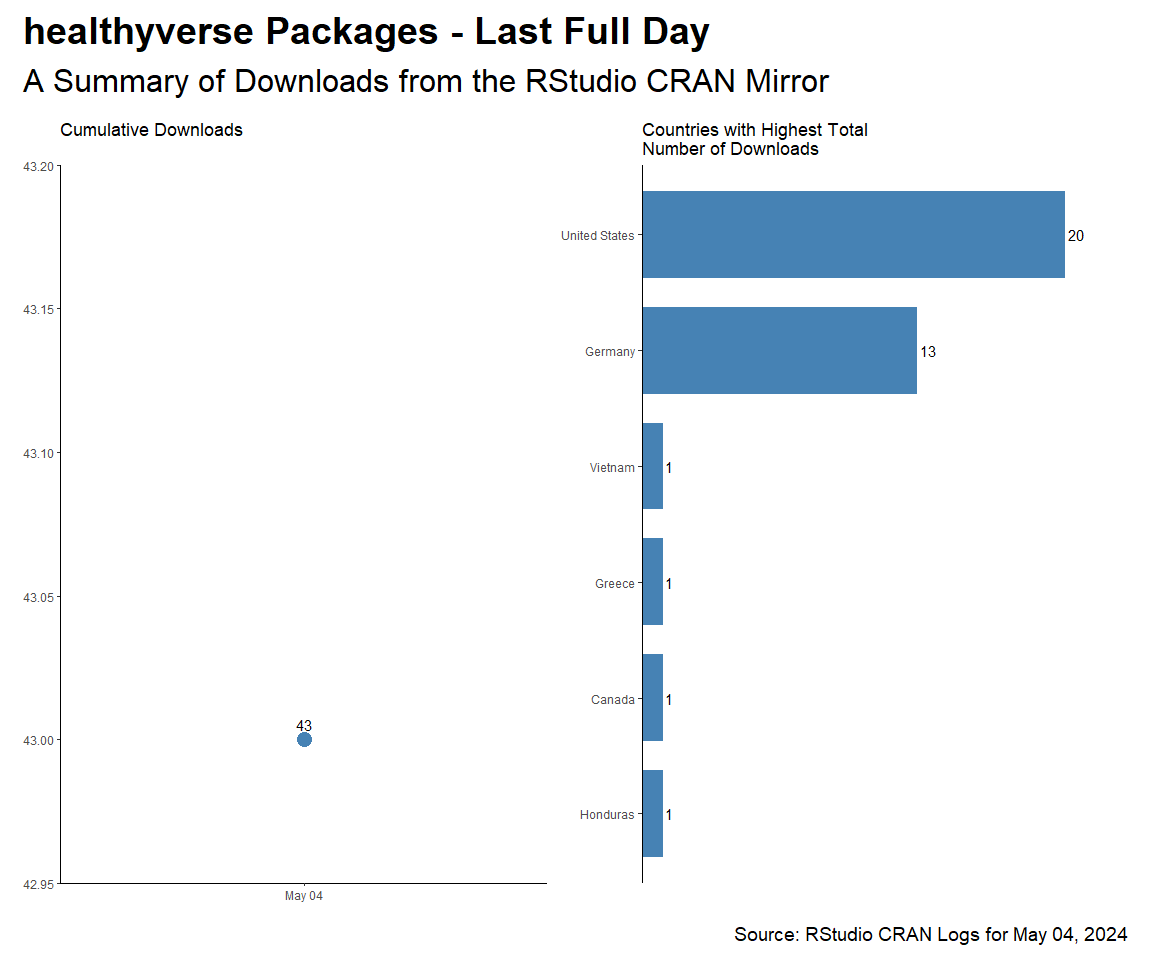 healthyverse Packages - Last Full Day
A Summary of Downloads from the RStudio CRAN Mirror
Cumulative Downloads
43.20
43.15
43.10
43.05
43.00
42.95
43
May 04
Countries with Highest Total
Number of Downloads
United States
20
Germany
13
Vietnam
1
Greece
1
Canada
1
Honduras
1
Source: RStudio CRAN Logs for May 04, 2024